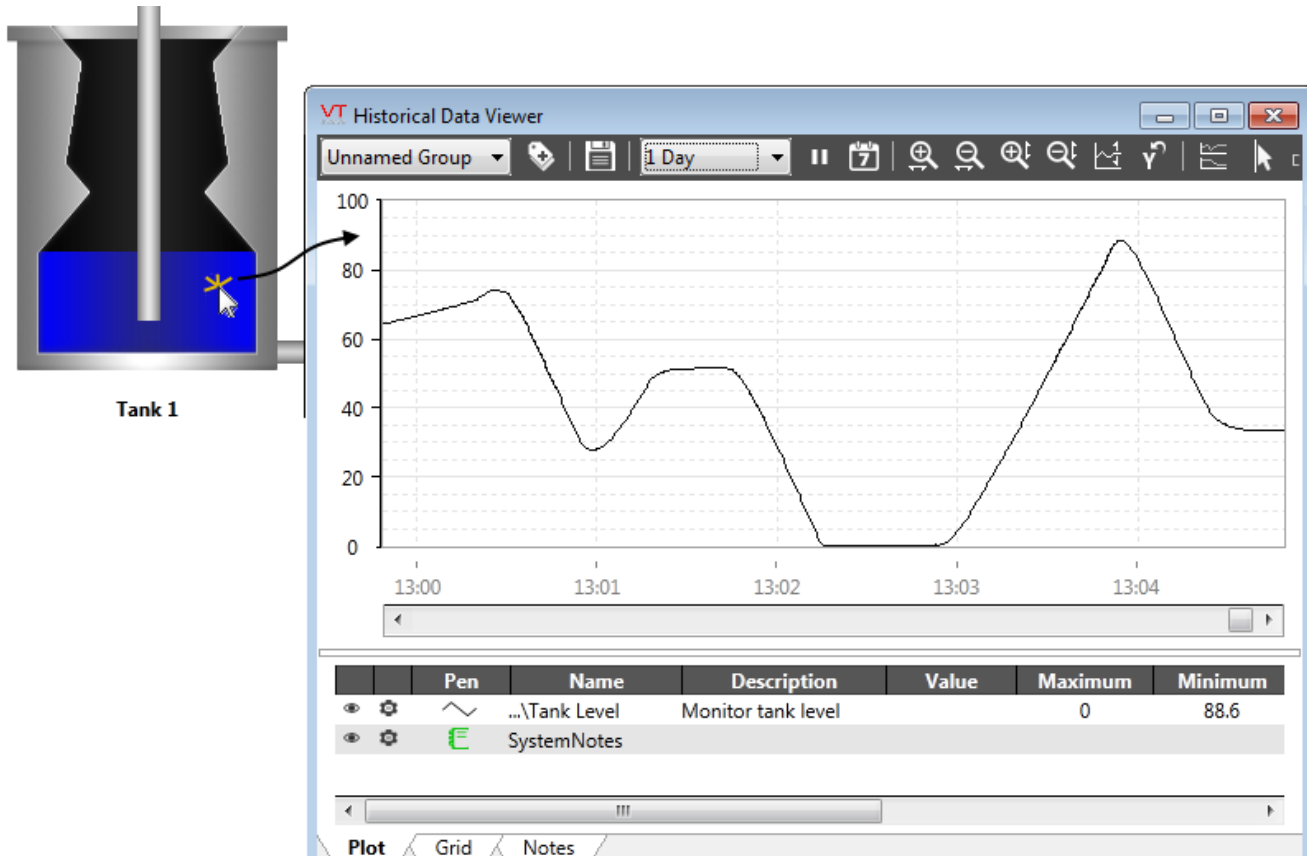 VT Historical Data Viewer
Unnamed Group 1 Day 7 Y
100
80
60
40
20
0
13:00 13:01 13:02 13:03 13:04
Tank 1
Pen Name Description Value Maximum Minimum
...\Tank Level Monitor tank level 0 88.6
SystemNotes
Plot Grid Notes